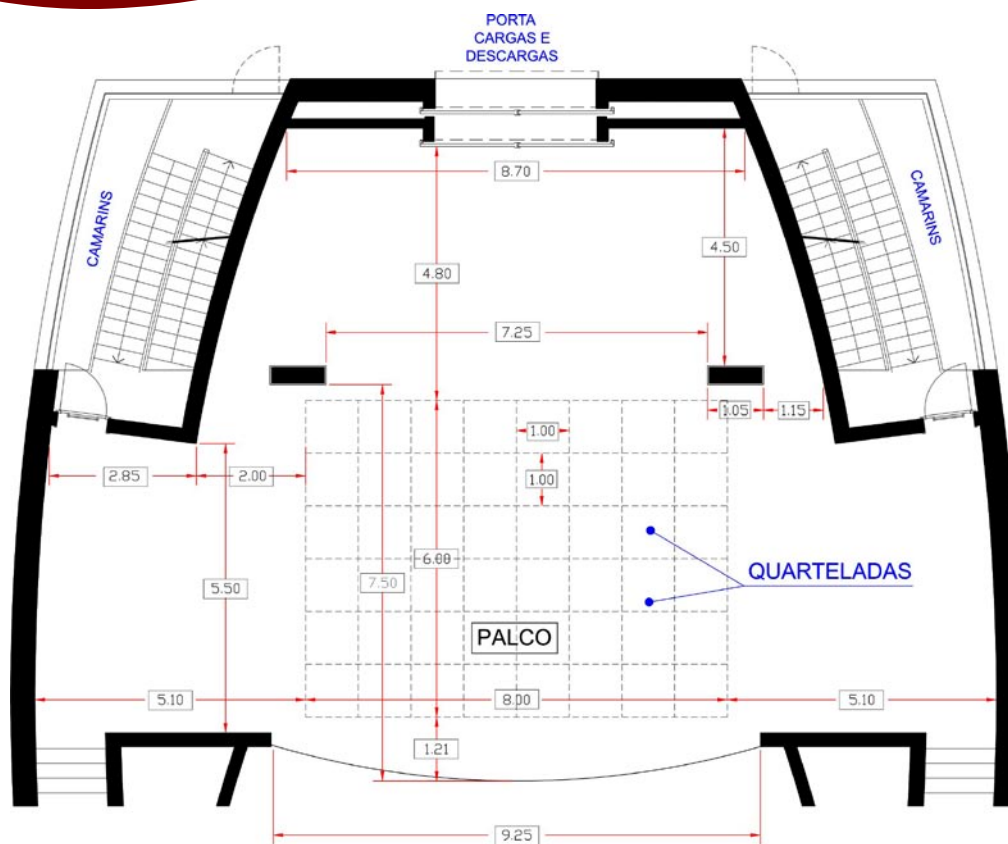 PORTA
CARGAS E
DESCARGAS
8.70
CAMARINS
CAMARINS
4.50
4.80
7.25
1.05
1.15
1.00
1.00
2.85
2.00
5.50
7.50
6.00
QUARTELADAS
PALCO
5.10
8.00
5.10
1.21
9.25